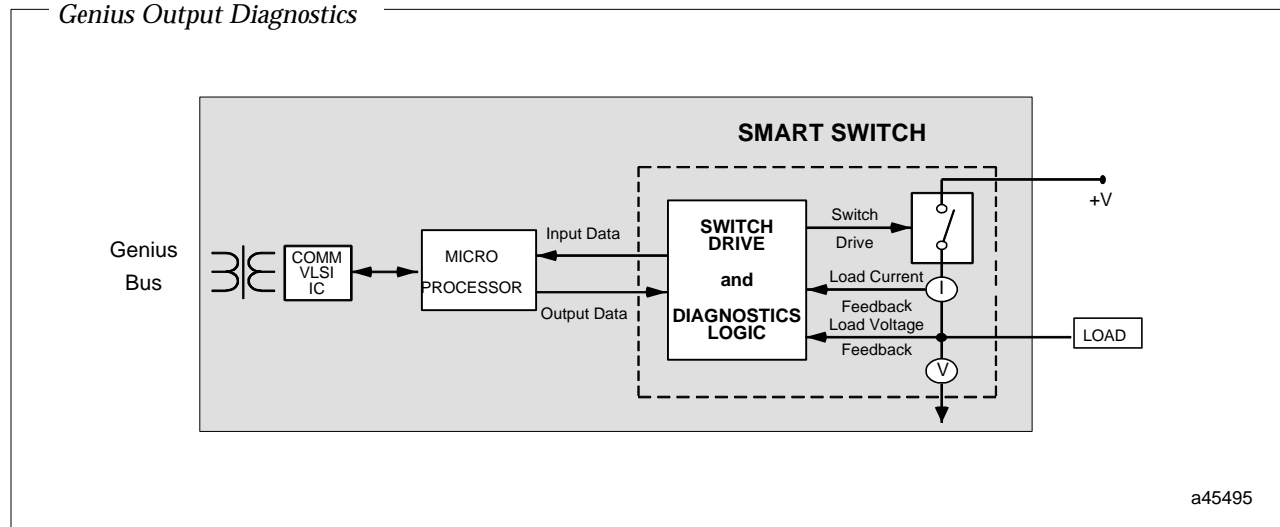 Genius Output Diagnostics
SMART SWITCH
+V
Genius
Bus
COMM
VLSI
IC
MICRO
PROCESSOR
Input Data
Output Data
SWITCH
DRIVE
and
DIAGNOSTICS
LOGIC
Switch
Drive
Load Current
Feedback
Load Voltage
Feedback
I
V
LOAD
a45495